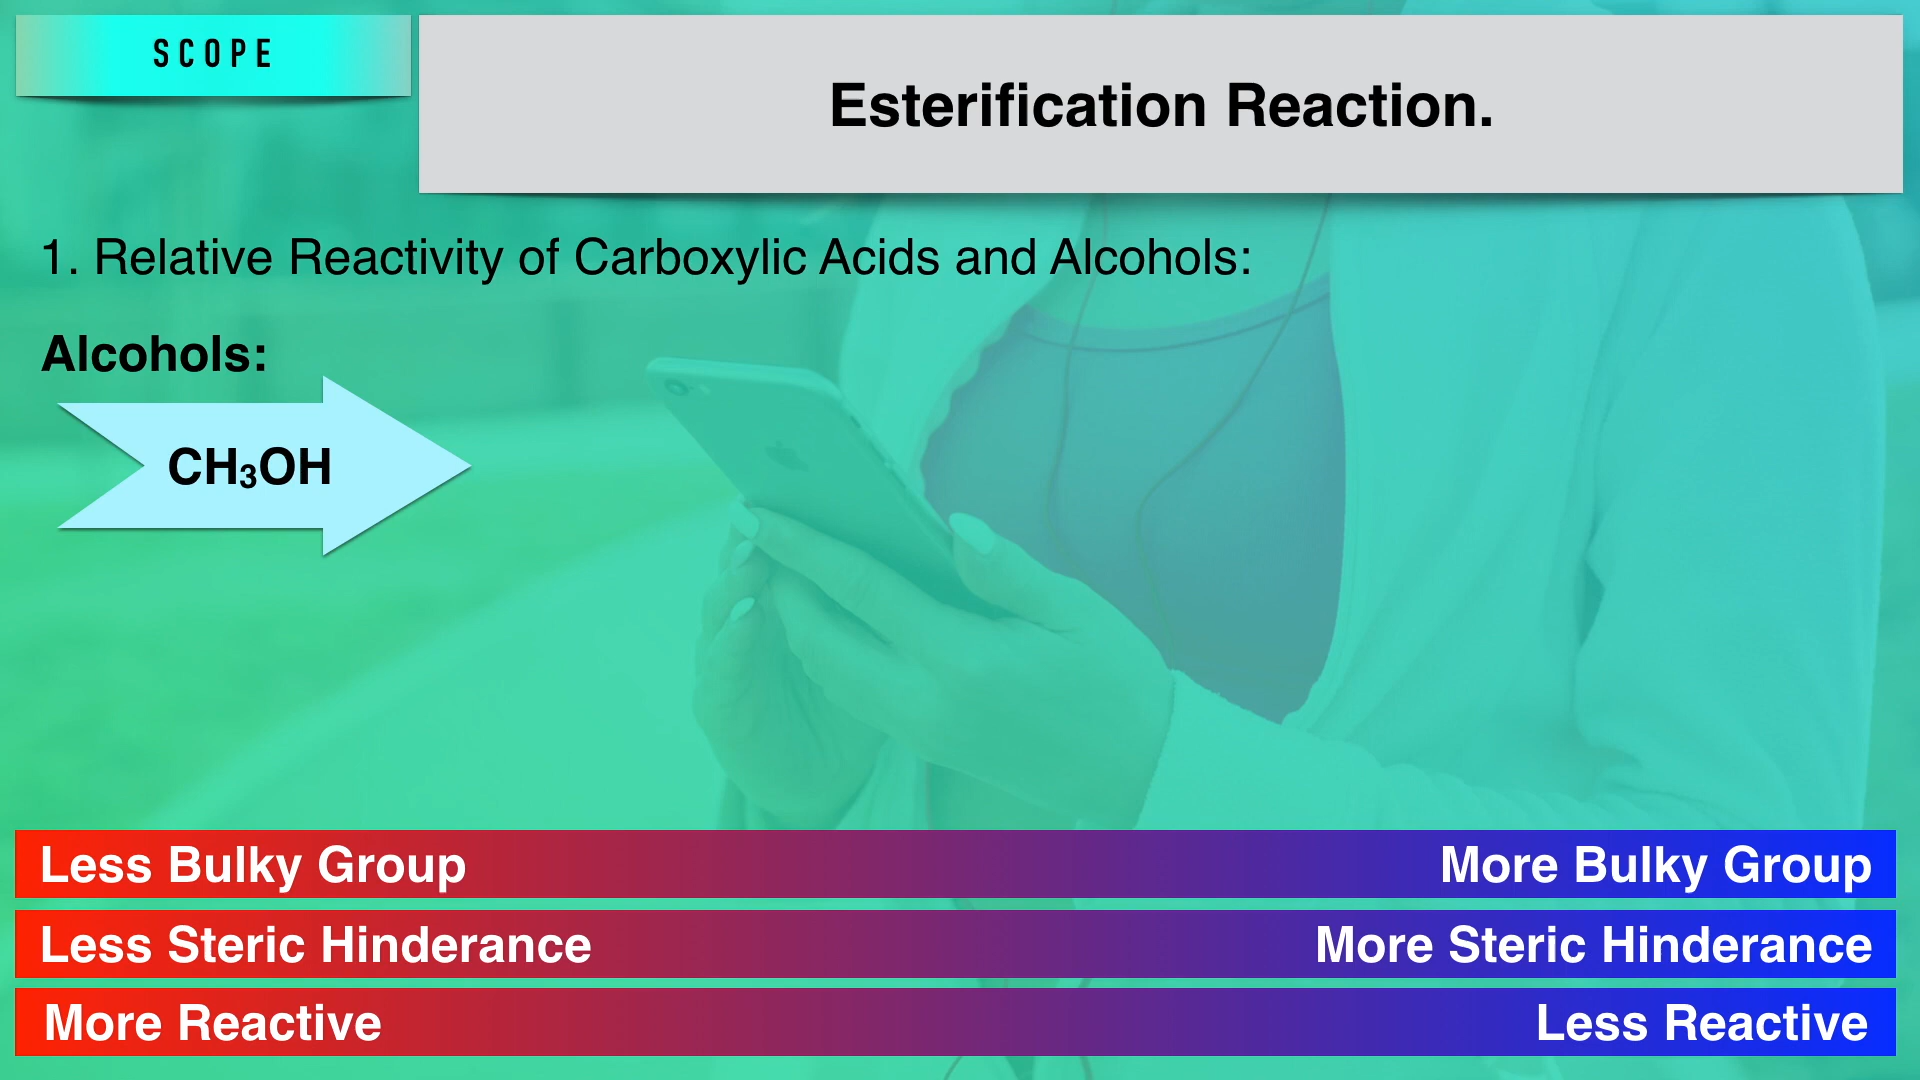 SCOPE
Esterification Reaction.
1. Relative Reactivity of Carboxylic Acids and Alcohols:
Alcohols:
CH₃OH
Less Bulky Group More Bulky Group
Less Steric Hinderance More Steric Hinderance
More Reactive Less Reactive